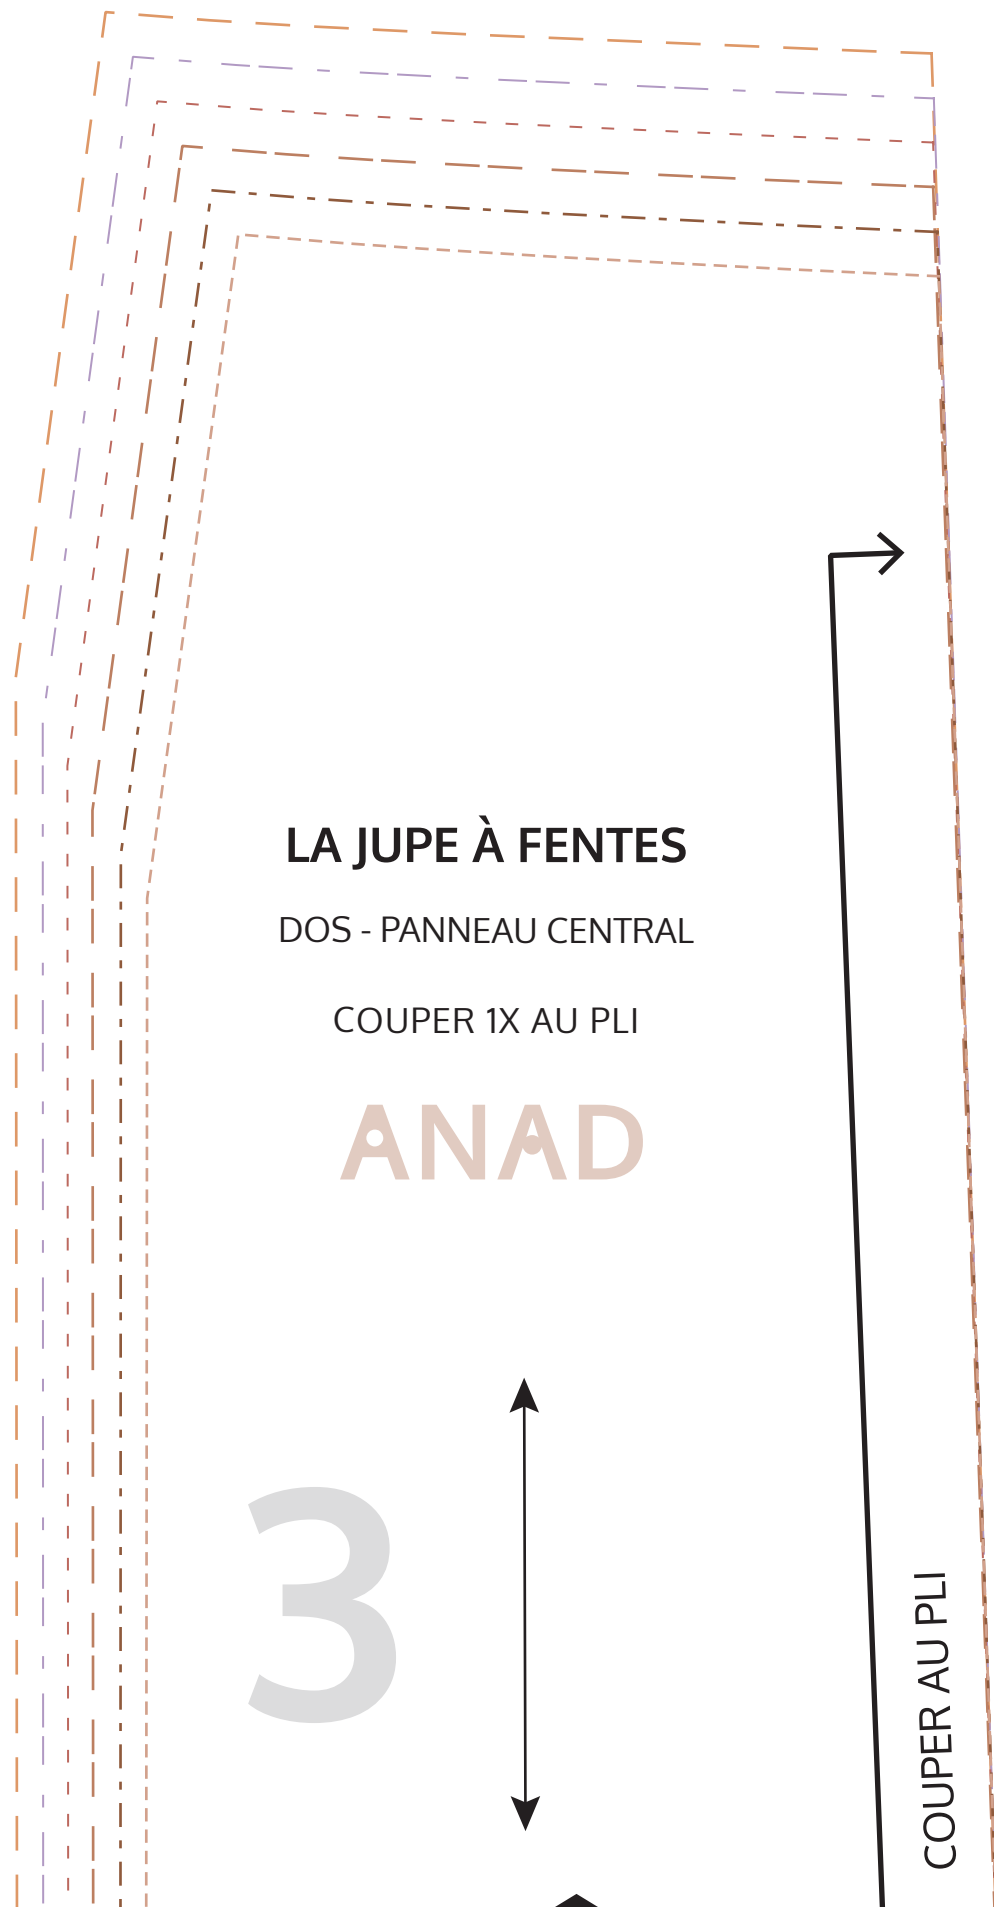 LA JUPE À FENTES
DOS - PANNEAU CENTRAL
COUPER 1X AU PLI
ANAD
3
COUPER AU PLI